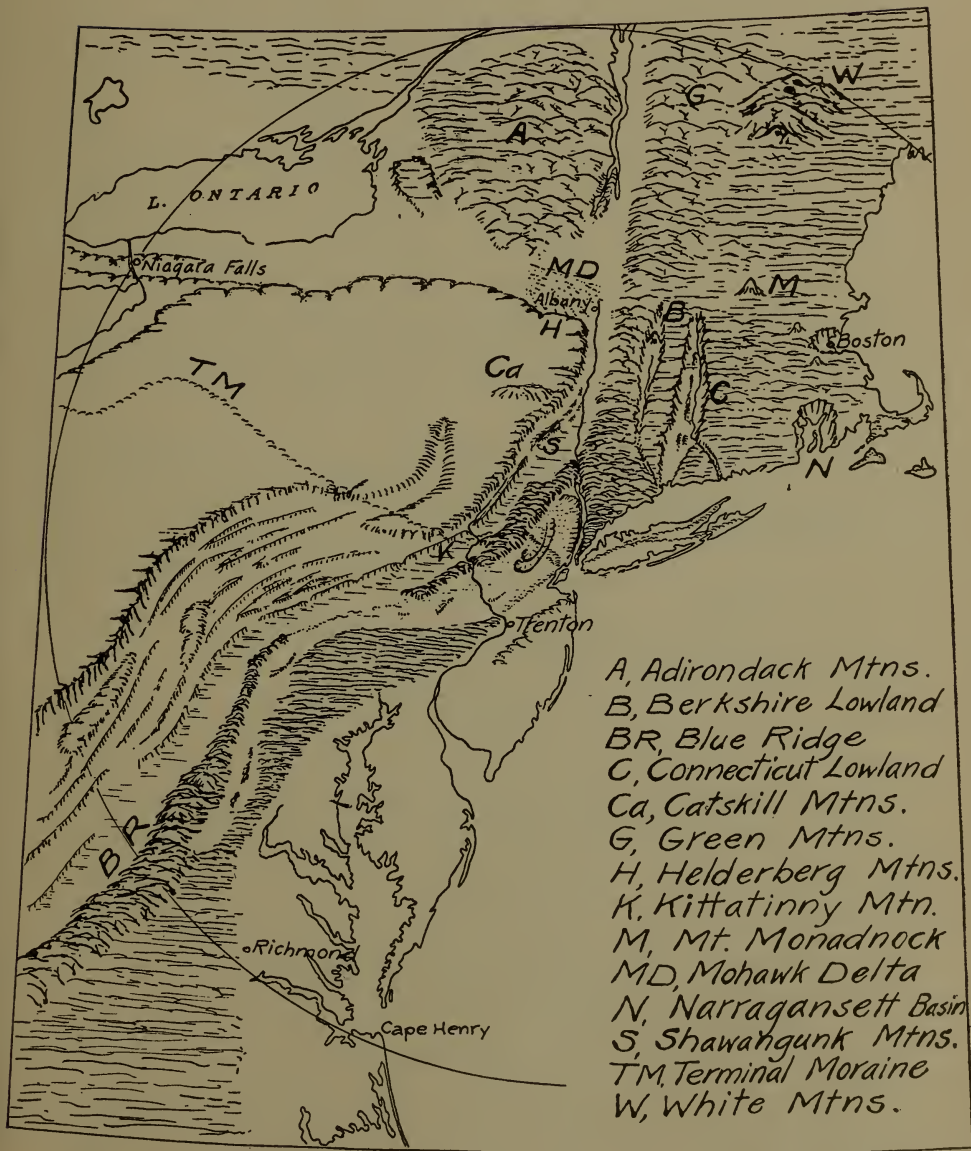 W
G
A
L. ONTARIO
Niagara Falls
MD
M
Albany
B
H
Boston
TM
Ca
C
S
N
K
Trenton
A, Adirondack Mtns.
B, Berkshire Lowland
BR, Blue Ridge
C, Connecticut Lowland
Ca, Catskill Mtns.
G, Green Mtns.
H, Helderberg Mtns.
K, Kittatinny Mtn.
M, Mt. Monadnock
MD, Mohawk Delta
N, Narragansett Basin
S, Shawangunk Mtns.
TM, Terminal Moraine
W, White Mtns.
BR
Richmond
Cape Henry